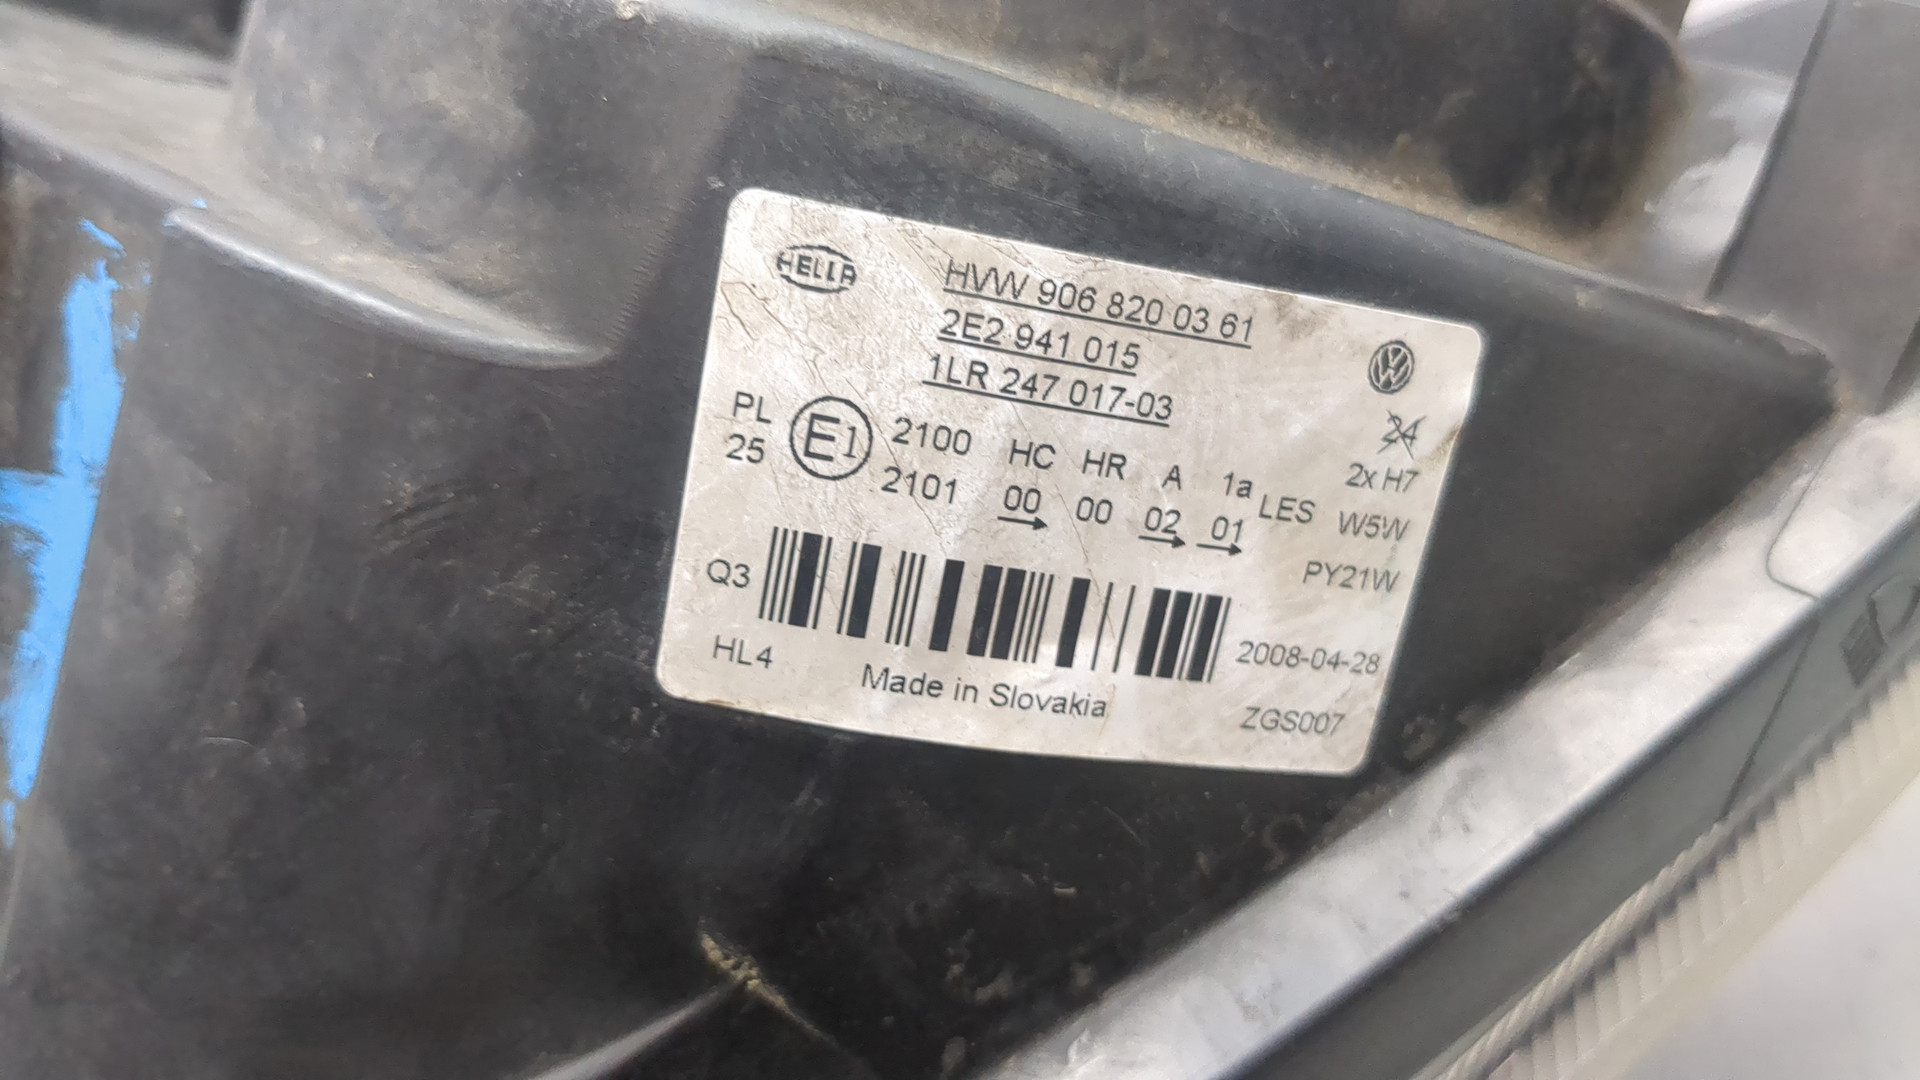 HELLA
HVW 906 820 03 61
2E2 941 015
1LR 247 017-03
24
PL E1 2100 HC HR A 1a 2x H7
25 2101 00 00 02 01 LES W5W
PY21W
Q3
2008-04-28
HL4 Made in Slovakia
ZGS007